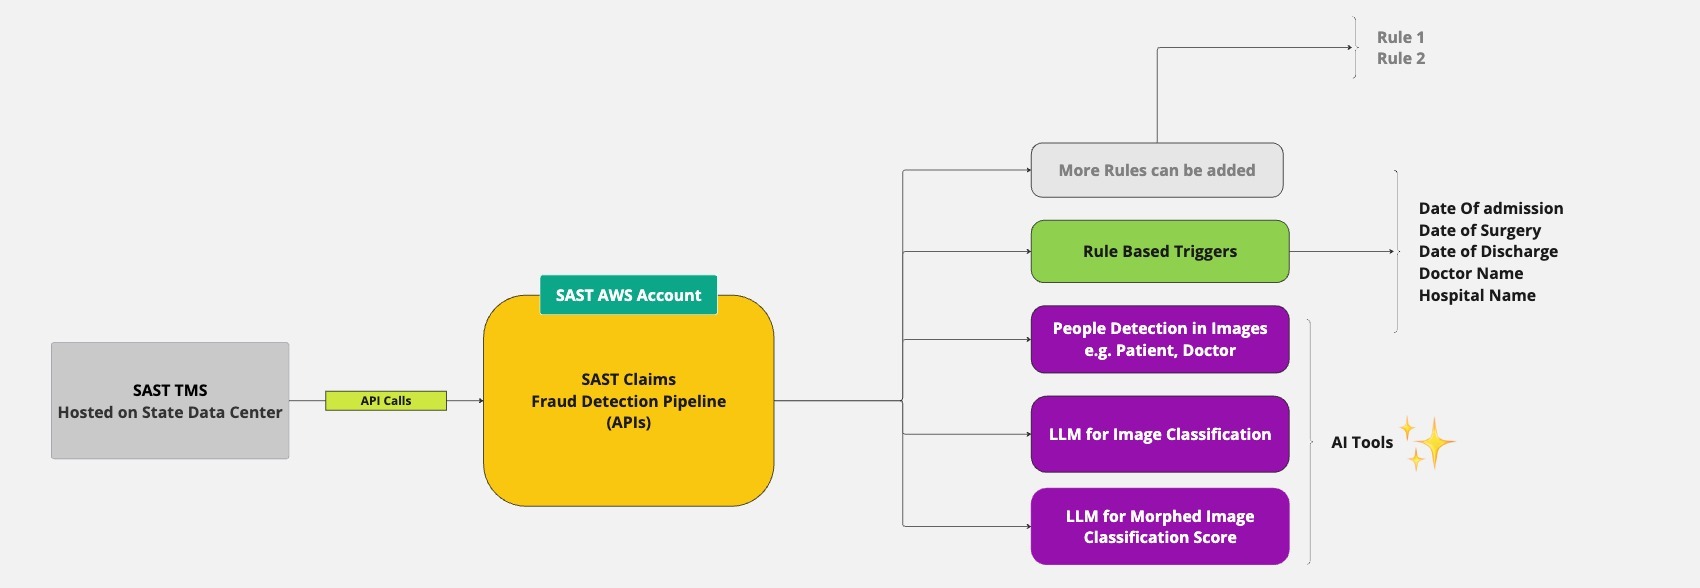 Rule 1
Rule 2
More Rules can be added
Date Of admission
Date of Surgery
Date of Discharge
Doctor Name
Hospital Name
Rule Based Triggers
SAST AWS Account
People Detection in Images
e.g. Patient, Doctor
SAST TMS
Hosted on State Data Center
API Calls
SAST Claims
Fraud Detection Pipeline
(APIs)
LLM for Image Classification
AI Tools
LLM for Morphed Image
Classification Score